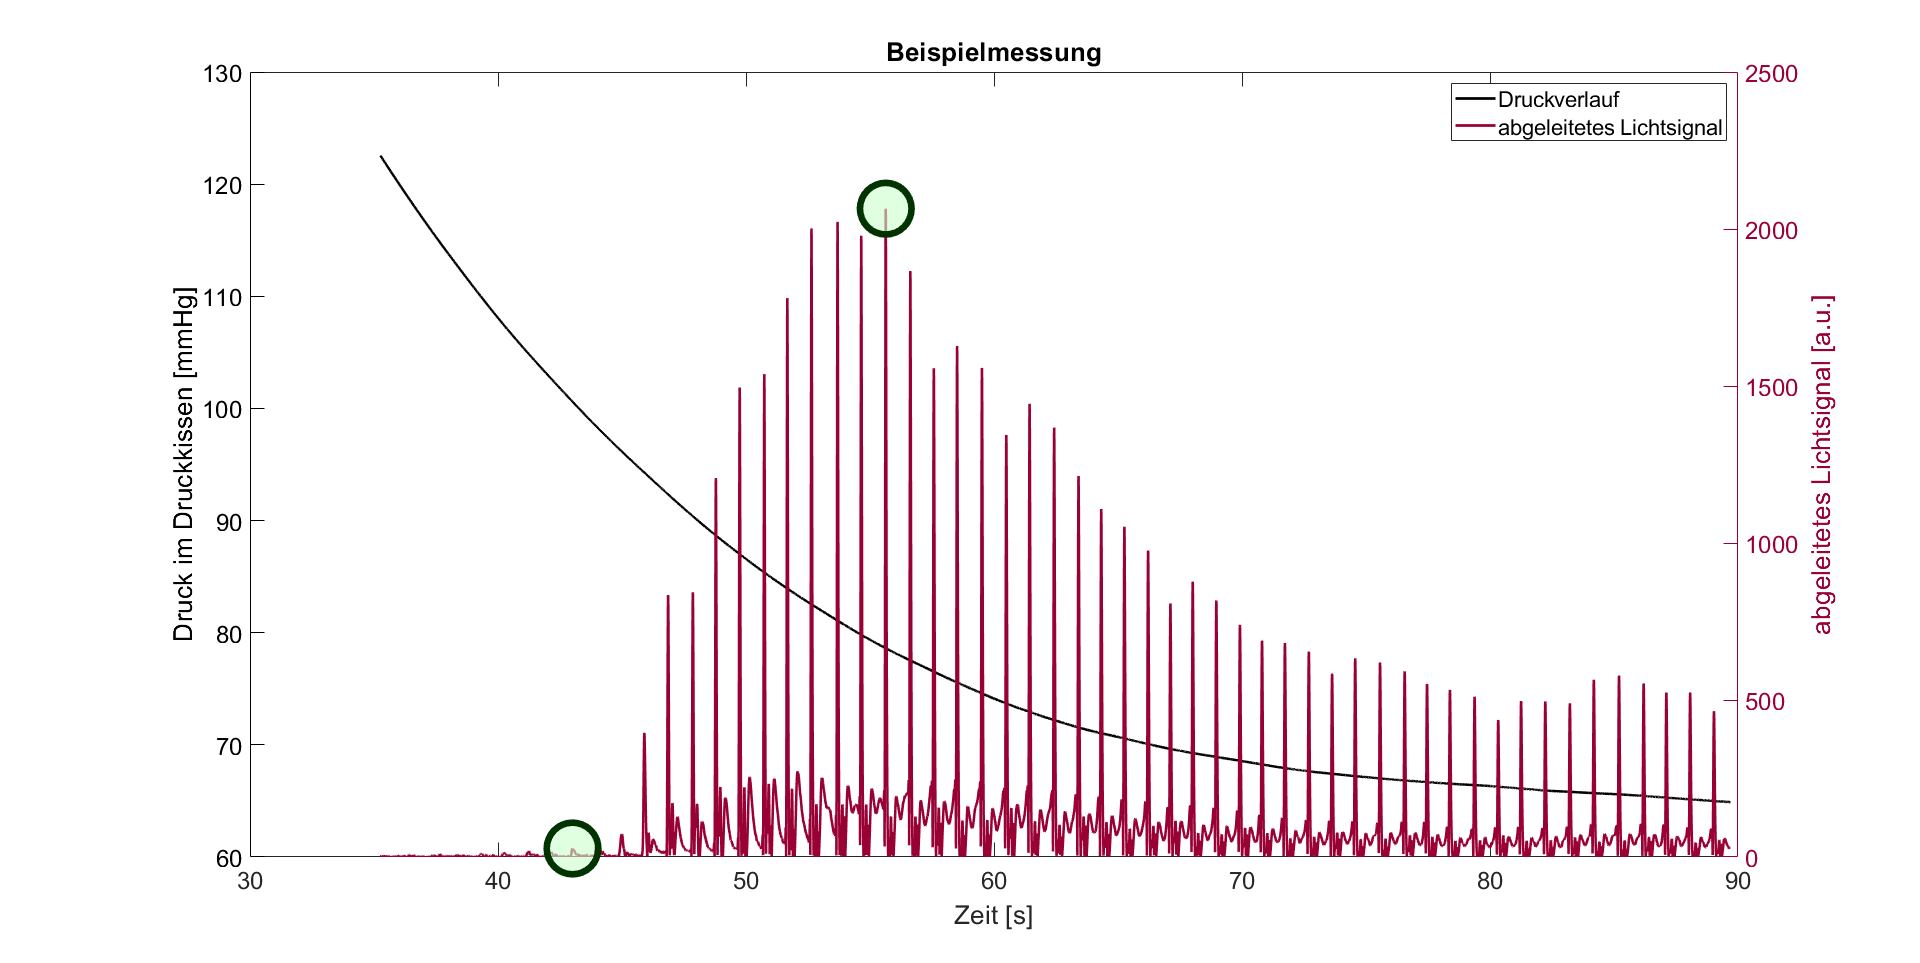 Beispielmessung
Druckverlauf
abgeleitetes Lichtsignal
Druck im Druckkissen [mmHg]
130
120
110
100
90
80
70
60
2500
2000
1500
1000
500
0
abgeleitetes Lichtsignal [a.u.]
30 40 50 60 70 80 90
Zeit [s]